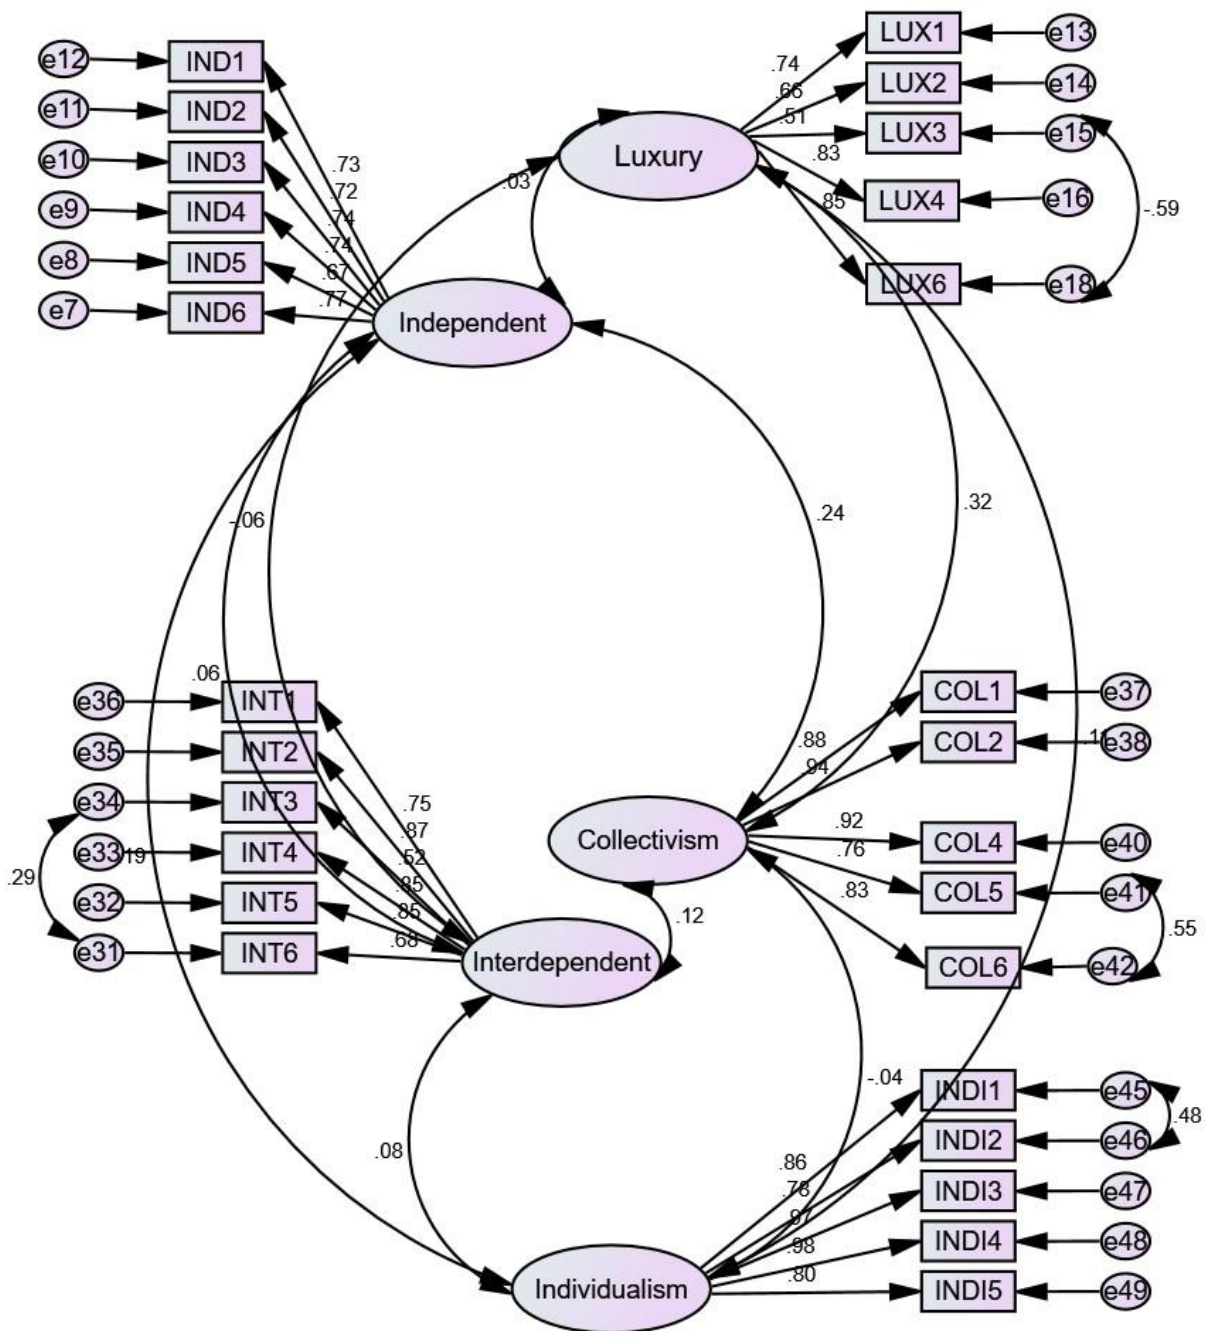 e12 IND1
e11 IND2
e10 IND3
e9 IND4
e8 IND5
e7 IND6
.73
.72
.74
.74
.67
.77
Independent
.03
Luxury
.74
.66
.51
.83
.85
LUX1 e13
LUX2 e14
LUX3 e15
LUX4 e16
LUX6 e18
-.59
.24
.32
-.06
.06
e36 INT1
e35 INT2
e34 INT3
e33 .19 INT4
e32 INT5
e31 INT6
.29
.75
.87
.52
.85
.85
.68
Interdependent
.12
Collectivism
.88
.94
.92
.76
.83
COL1 e37
COL2 .11 e38
COL4 e40
COL5 e41
COL6 e42
.55
.08
-.04
Individualism
.86
.78
.97
.98
.80
INDI1 e45
INDI2 e46
INDI3 e47
INDI4 e48
INDI5 e49
.48